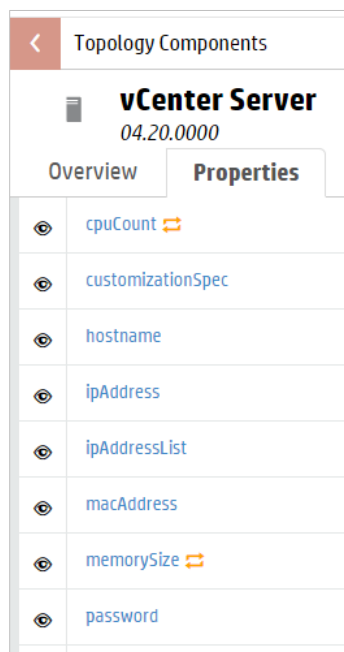 Topology Components
vCenter Server
04.20.0000
Overview
Properties
cpuCount
customizationSpec
hostname
ipAddress
ipAddressList
macAddress
memorySize
password